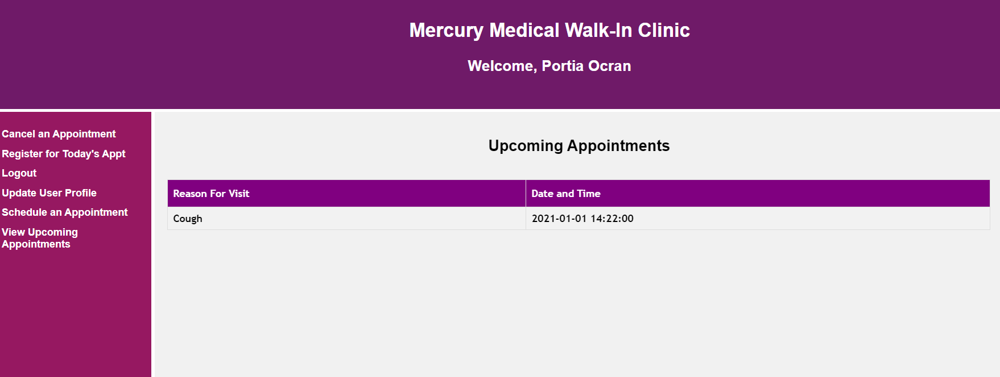 Mercury Medical Walk-In Clinic
Welcome, Portia Ocran
Cancel an Appointment
Register for Today's Appt
Logout
Update User Profile
Schedule an Appointment
View Upcoming
Appointments
Upcoming Appointments
Reason For Visit Date and Time
Cough 2021-01-01 14:22:00